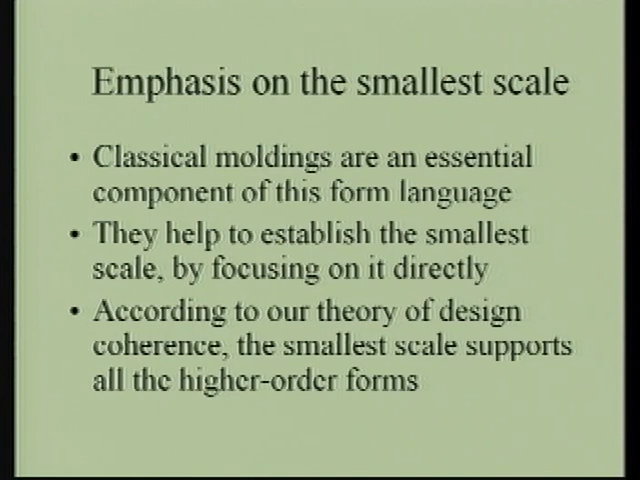 Emphasis on the smallest scale
• Classical moldings are an essential
component of this form language
• They help to establish the smallest
scale, by focusing on it directly
• According to our theory of design
coherence, the smallest scale supports
all the higher-order forms